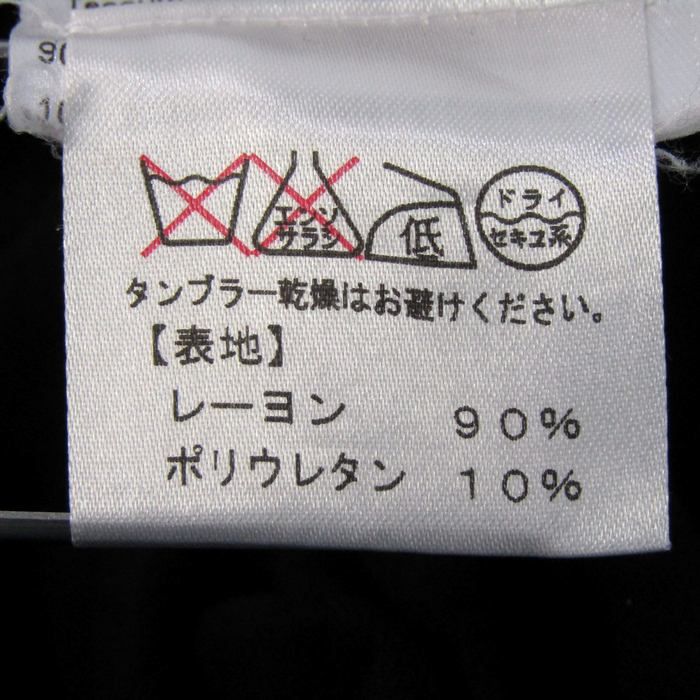 90
10
エンソ
サラシ
低
ドライ
セキユ系
タンブラー乾燥はお避けください。
【表地】
レーヨン 90%
ポリウレタン 10%